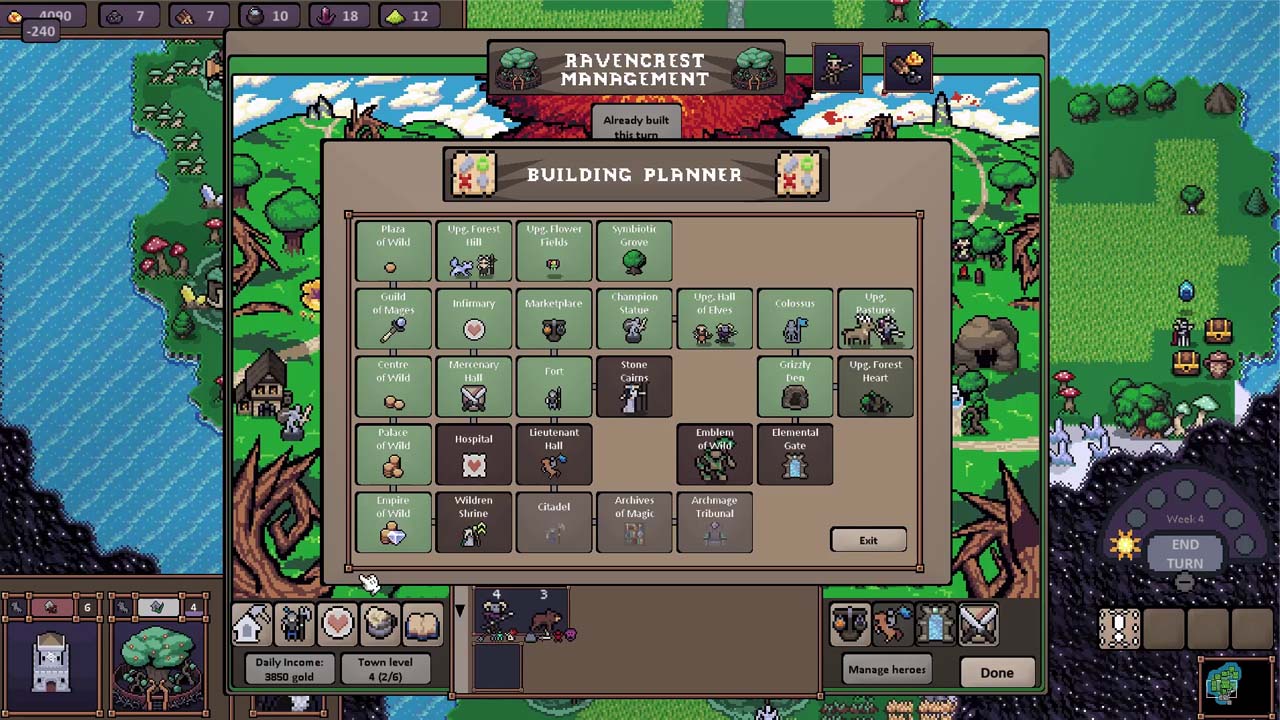 4090
7
7
10
18
12
-240
RAVENCREST
MANAGEMENT
Already built
this turn
BUILDING PLANNER
Plaza
of Wild
Upg. Forest
Hill
Upg. Flower
Fields
Symbiotic
Grove
Guild
of Mages
Infirmary
Marketplace
Champion
Statue
Upg. Hall
of Elves
Colossus
Upg.
Pastures
Centre
of Wild
Mercenary
Hall
Fort
Stone
Cairns
Grizzly
Den
Upg. Forest
Heart
Palace
of Wild
Hospital
Lieutenant
Hall
Emblem
of Wild
Elemental
Gate
Empire
of Wild
Wildren
Shrine
Citadel
Archives
of Magic
Archmage
Tribunal
Exit
Week 4
END
TURN
6
4
4
3
Daily Income:
3850 gold
Town level
4 (2/6)
Manage heroes
Done